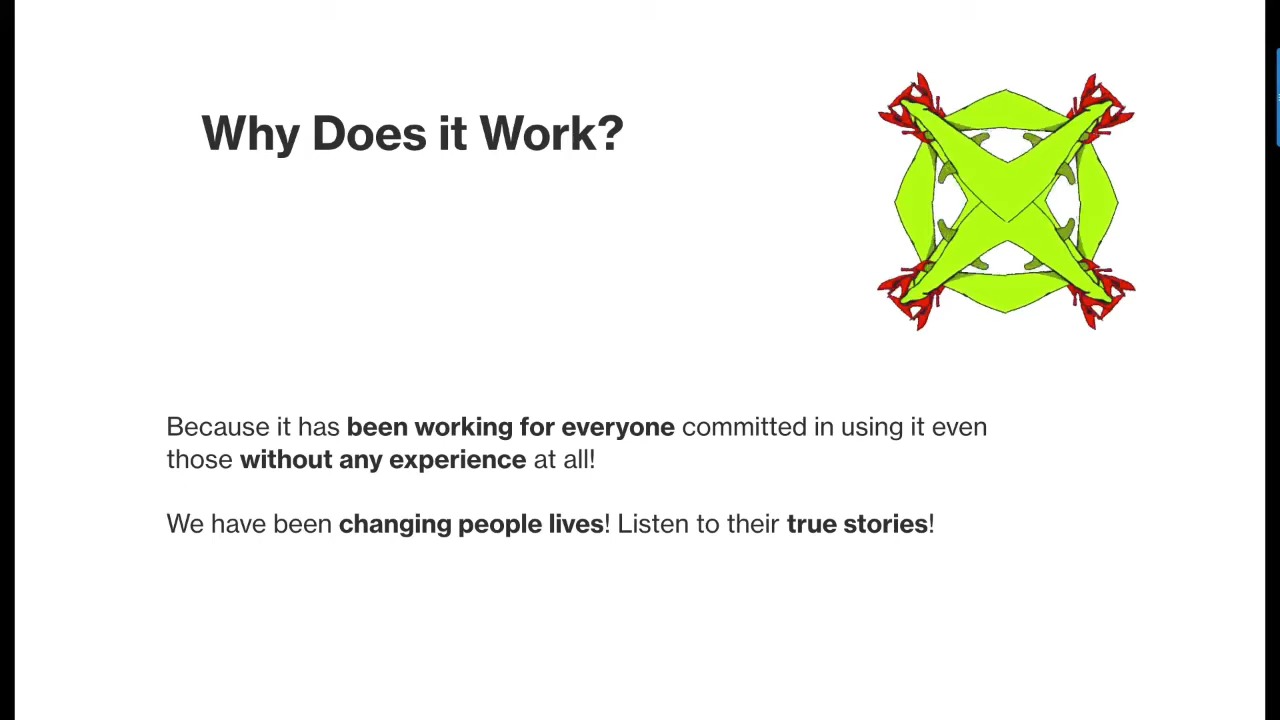 Why Does it Work?
Because it has been working for everyone committed in using it even
those without any experience at all!
We have been changing people lives! Listen to their true stories!